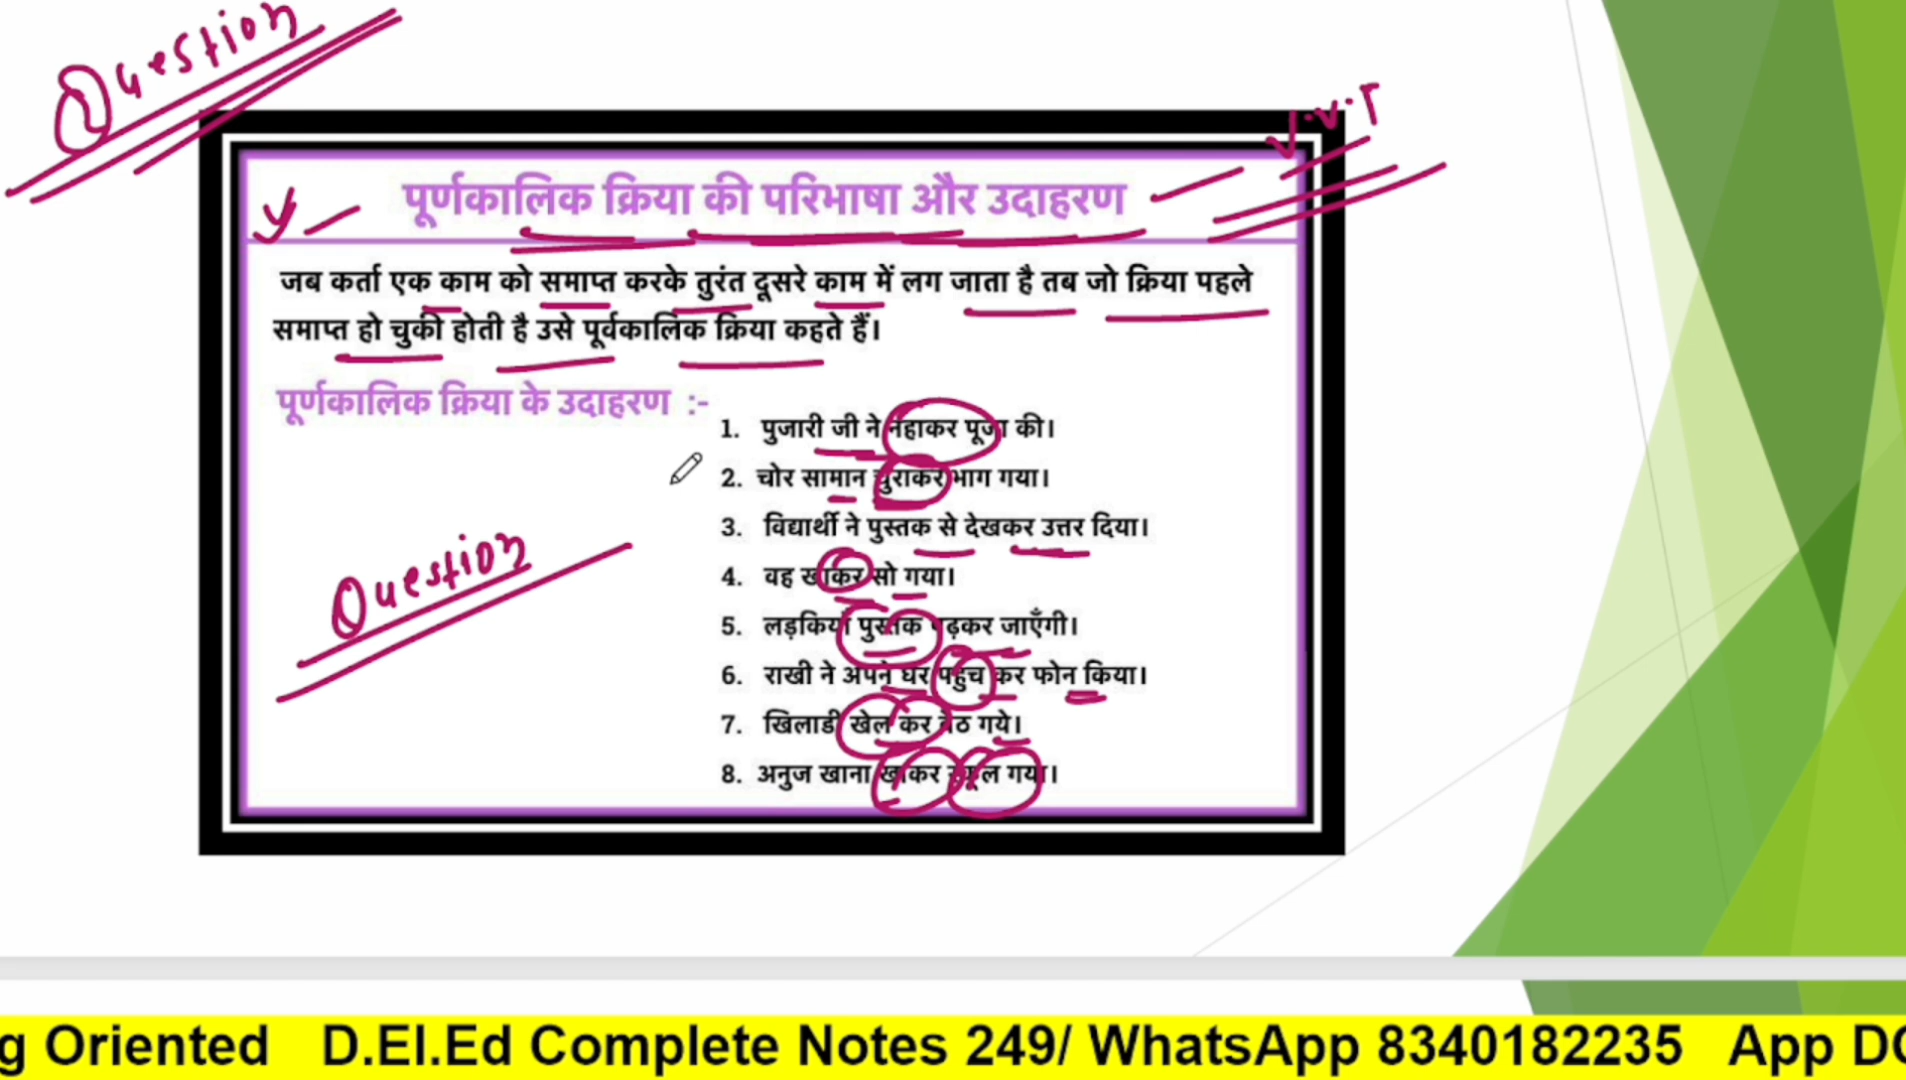 Question
V.V.I
पूर्णकालिक क्रिया की परिभाषा और उदाहरण
जब कर्ता एक काम को समाप्त करके तुरंत दूसरे काम में लग जाता है तब जो क्रिया पहले
समाप्त हो चुकी होती है उसे पूर्वकालिक क्रिया कहते हैं।
पूर्णकालिक क्रिया के उदाहरण :-
1. पुजारी जी ने नहाकर पूजा की।
2. चोर सामान चुराकर भाग गया।
3. विद्यार्थी ने पुस्तक से देखकर उत्तर दिया।
4. वह खाकर सो गया।
5. लड़कियाँ पुस्तक पढ़कर जाएँगी।
6. राखी ने अपने घर पहुंच कर फोन किया।
7. खिलाडी खेल कर बैठ गये।
8. अनुज खाना खाकर स्कूल गया।
Question
g Oriented D.El.Ed Complete Notes 249/ WhatsApp 8340182235 App